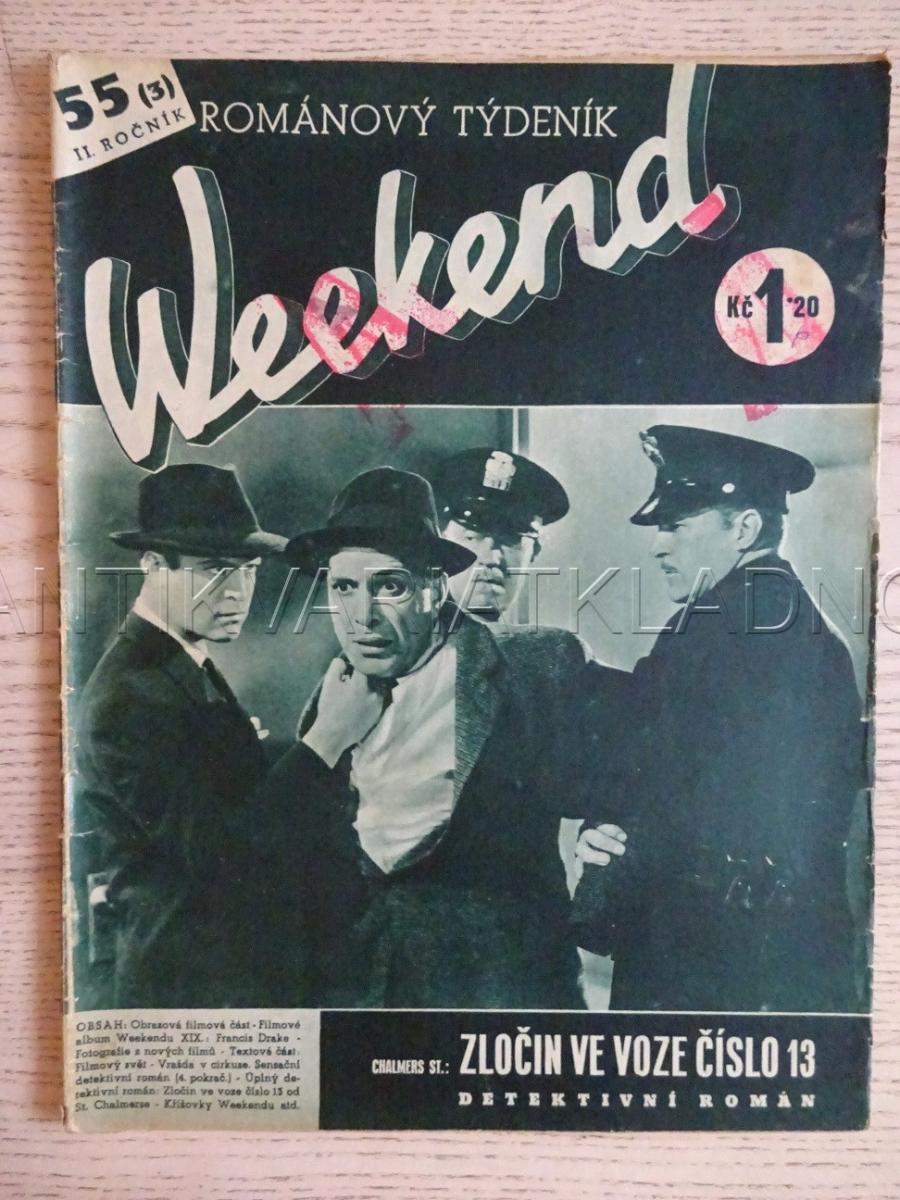 55 (3)
II. ROČNÍK
ROMÁNOVÝ TÝDENÍK
Weekend
Kč 1·20
ANTIKVARIATKLADNO
OBSAH: Obrazová filmová část - Filmové
album Weekendu XIX.: Francis Drake -
Fotografie z nových filmů - Textová část:
Filmový svět - Vražda v cirkuse. Sensační
detektivní román (4. pokrač.) - Úplný de-
tektivní román: Zločin ve voze číslo 13 od
St. Chalmerse - Křížovky Weekendu atd.
CHALMERS ST.: ZLOČIN VE VOZE ČÍSLO 13
DETEKTIVNÍ ROMÁN